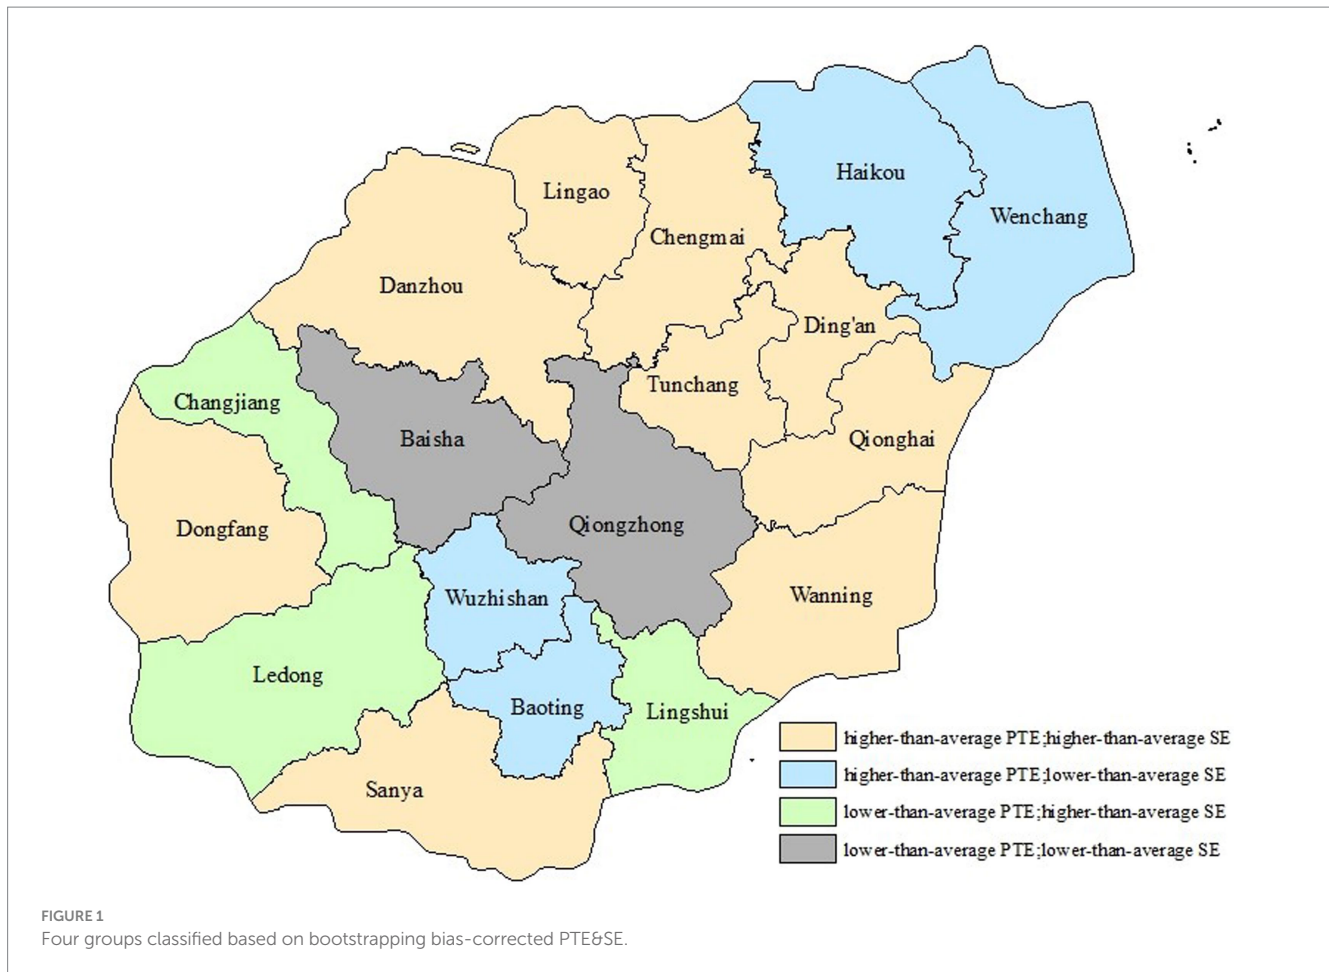 Haikou
Lingao
Wenchang
Chengmai
Danzhou
Ding'an
Tunchang
Changjiang
Baisha
Qionghai
Qiongzhong
Dongfang
Wanning
Wuzhishan
Ledong
Baoting
Lingshui
Sanya
higher-than-average PTE;higher-than-average SE
higher-than-average PTE;lower-than-average SE
lower-than-average PTE;higher-than-average SE
lower-than-average PTE;lower-than-average SE
FIGURE 1
Four groups classified based on bootstrapping bias-corrected PTE&SE.